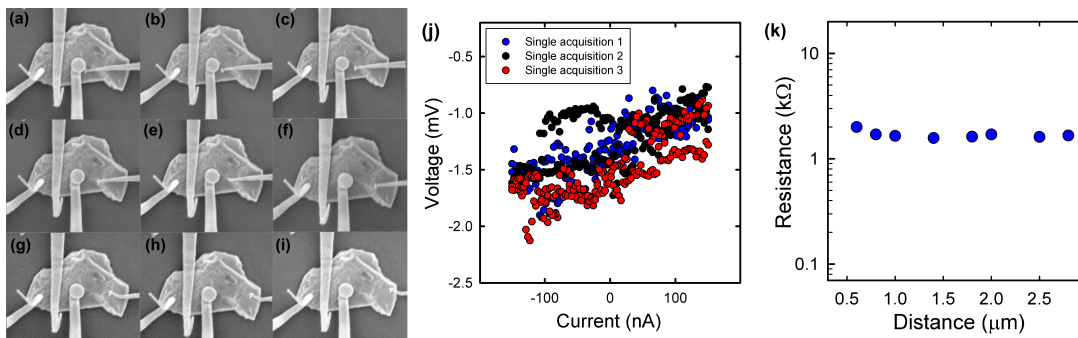 (a) (b) (c)
(d) (e) (f)
(g) (h) (i)
(j)
Single acquisition 1
Single acquisition 2
Single acquisition 3
-0.5
-1.0
-1.5
-2.0
-2.5
Voltage (mV)
-100 0 100
Current (nA)
(k)
10
1
0.1
Resistance (kΩ)
0.5 1.0 1.5 2.0 2.5
Distance (μm)